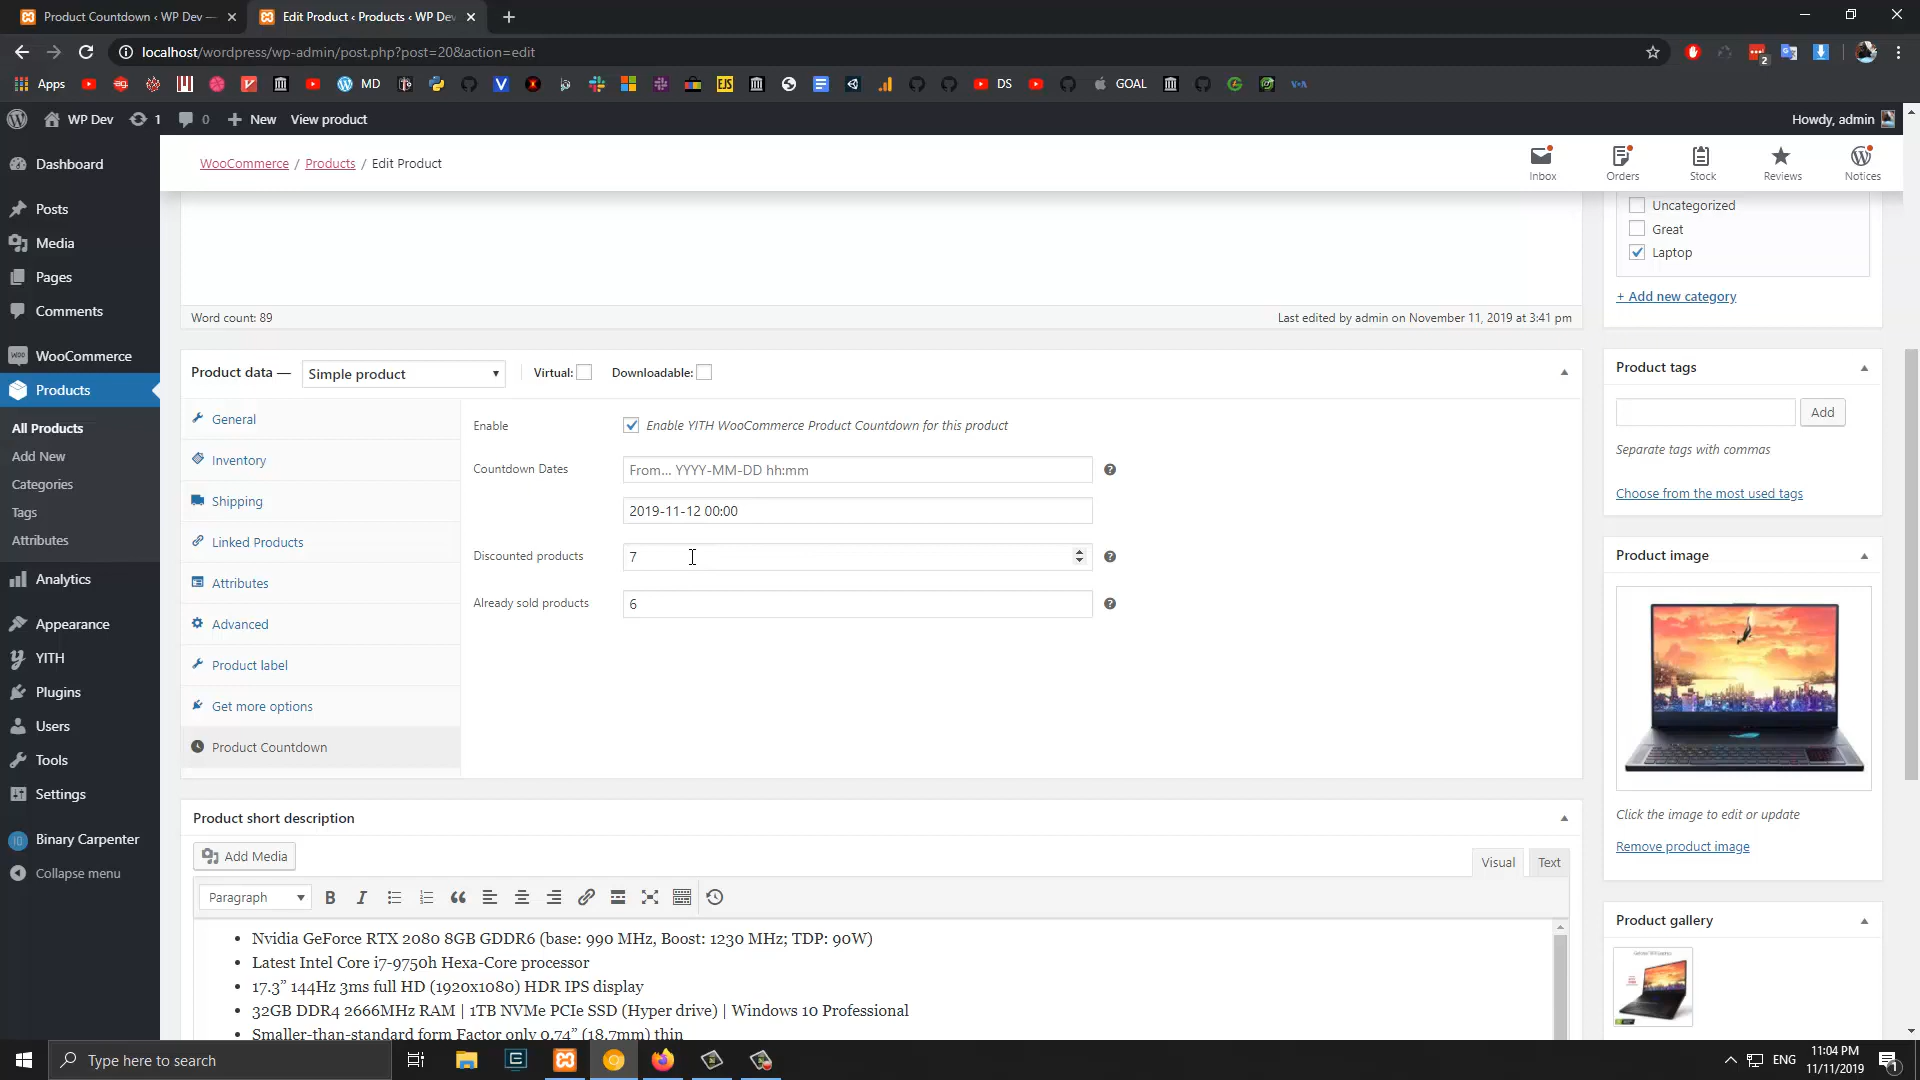 Product Countdown ‹ WP Dev —
Edit Product ‹ Products ‹ WP Dev
localhost/wordpress/wp-admin/post.php?post=20&action=edit
2
Apps
MD
EJS
DS
GOAL
VOA
WP Dev
1
0
New
View product
Howdy, admin
Dashboard
Posts
Media
Pages
Comments
WooCommerce
Products
All Products
Add New
Categories
Tags
Attributes
Analytics
Appearance
YITH
Plugins
Users
Tools
Settings
Binary Carpenter
Collapse menu
WooCommerce / Products / Edit Product
Inbox
Orders
Stock
Reviews
Notices
Word count: 89
Last edited by admin on November 11, 2019 at 3:41 pm
Product data — Simple product Virtual: Downloadable:
General
Inventory
Shipping
Linked Products
Attributes
Advanced
Product label
Get more options
Product Countdown
Enable Enable YITH WooCommerce Product Countdown for this product
Countdown Dates From... YYYY-MM-DD hh:mm
2019-11-12 00:00
Discounted products 7
Already sold products 6
Product short description
Add Media
Visual
Text
Paragraph
Nvidia GeForce RTX 2080 8GB GDDR6 (base: 990 MHz, Boost: 1230 MHz; TDP: 90W)
Latest Intel Core i7-9750h Hexa-Core processor
17.3” 144Hz 3ms full HD (1920x1080) HDR IPS display
32GB DDR4 2666MHz RAM | 1TB NVMe PCIe SSD (Hyper drive) | Windows 10 Professional
Smaller-than-standard form Factor only 0.74” (18.7mm) thin
Uncategorized
Great
Laptop
+ Add new category
Product tags
Add
Separate tags with commas
Choose from the most used tags
Product image
Click the image to edit or update
Remove product image
Product gallery
Type here to search
ENG
11:04 PM
11/11/2019
1